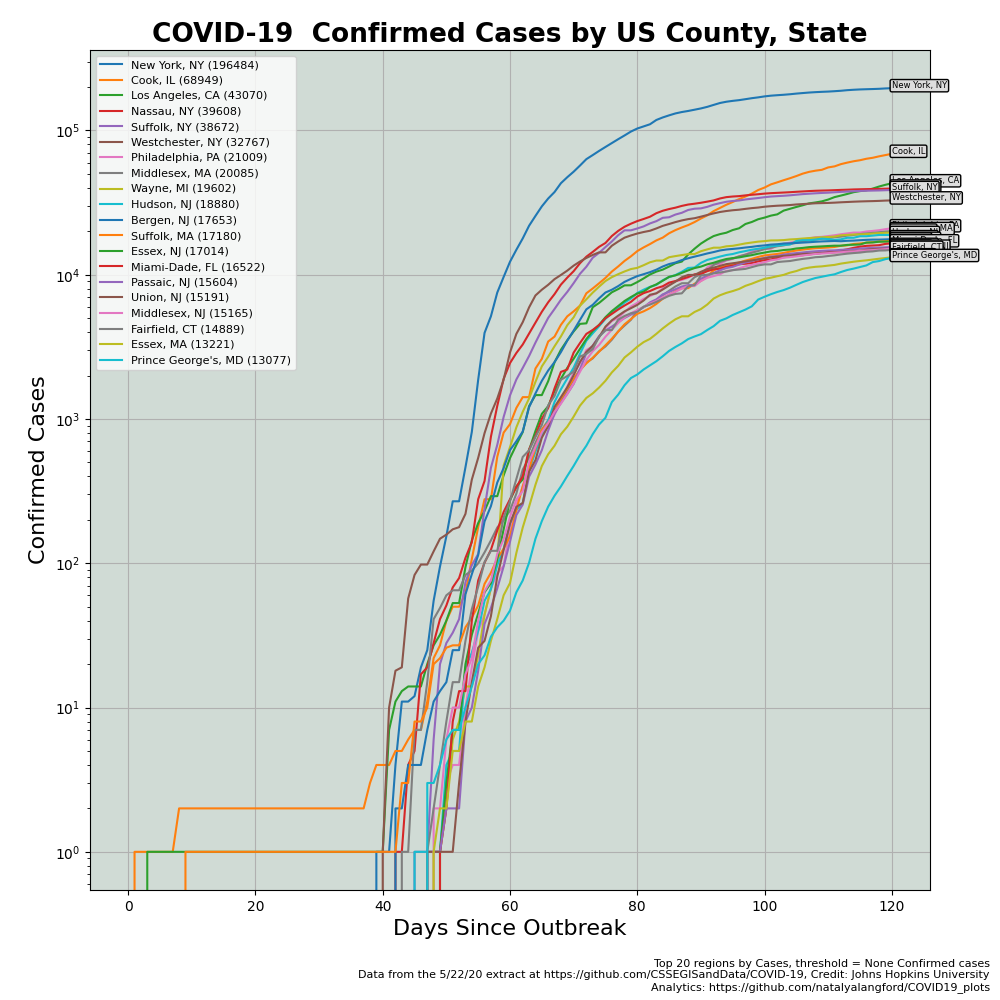 COVID-19  Confirmed Cases by US County, State
New York, NY (196484)
Cook, IL (68949)
Los Angeles, CA (43070)
Nassau, NY (39608)
Suffolk, NY (38672)
Westchester, NY (32767)
Philadelphia, PA (21009)
Middlesex, MA (20085)
Wayne, MI (19602)
Hudson, NJ (18880)
Bergen, NJ (17653)
Suffolk, MA (17180)
Essex, NJ (17014)
Miami-Dade, FL (16522)
Passaic, NJ (15604)
Union, NJ (15191)
Middlesex, NJ (15165)
Fairfield, CT (14889)
Essex, MA (13221)
Prince George's, MD (13077)
New York, NY
Cook, IL
Los Angeles, CA
Suffolk, NY
Westchester, NY
Fairfield, CT
Prince George's, MD
10^5
10^4
10^3
10^2
10^1
10^0
Confirmed Cases
0 20 40 60 80 100 120
Days Since Outbreak
Top 20 regions by Cases, threshold = None Confirmed cases
Data from the 5/22/20 extract at https://github.com/CSSEGISandData/COVID-19, Credit: Johns Hopkins University
Analytics: https://github.com/natalyalangford/COVID19_plots